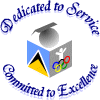 Dedicated to Service
Committed to Excellence